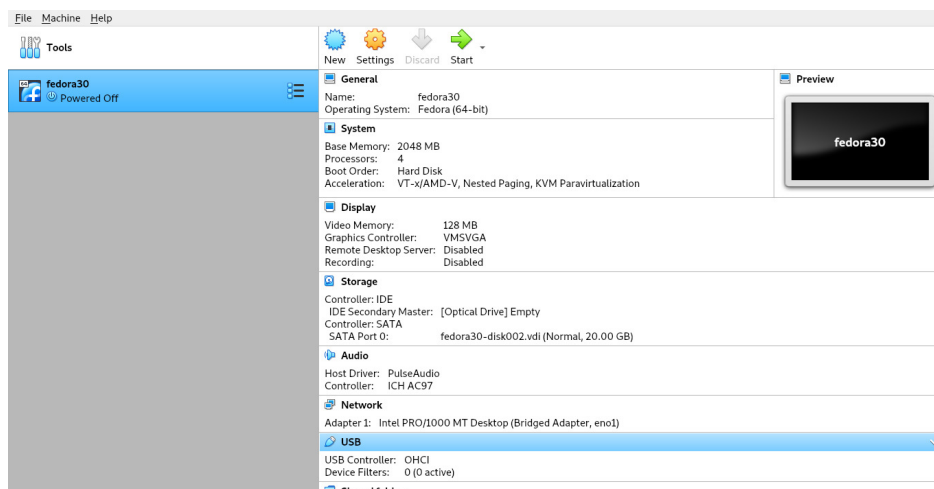 File Machine Help
Tools
New Settings Discard Start
64
fedora30
Powered Off
General
Name: fedora30
Operating System: Fedora (64-bit)
Preview
fedora30
System
Base Memory: 2048 MB
Processors: 4
Boot Order: Hard Disk
Acceleration: VT-x/AMD-V, Nested Paging, KVM Paravirtualization
Display
Video Memory: 128 MB
Graphics Controller: VMSVGA
Remote Desktop Server: Disabled
Recording: Disabled
Storage
Controller: IDE
IDE Secondary Master: [Optical Drive] Empty
Controller: SATA
SATA Port 0: fedora30-disk002.vdi (Normal, 20.00 GB)
Audio
Host Driver: PulseAudio
Controller: ICH AC97
Network
Adapter 1: Intel PRO/1000 MT Desktop (Bridged Adapter, eno1)
USB
USB Controller: OHCI
Device Filters: 0 (0 active)